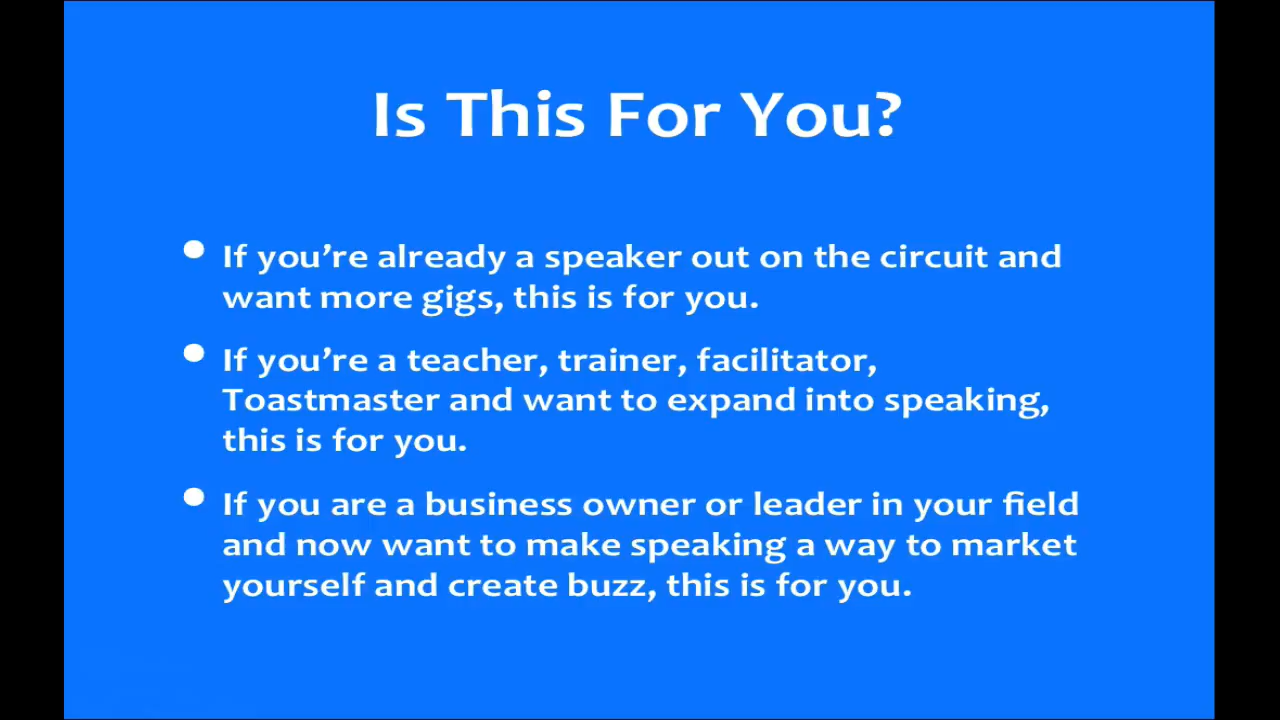 Is This For You?
• If you’re already a speaker out on the circuit and
want more gigs, this is for you.
• If you’re a teacher, trainer, facilitator,
Toastmaster and want to expand into speaking,
this is for you.
• If you are a business owner or leader in your field
and now want to make speaking a way to market
yourself and create buzz, this is for you.